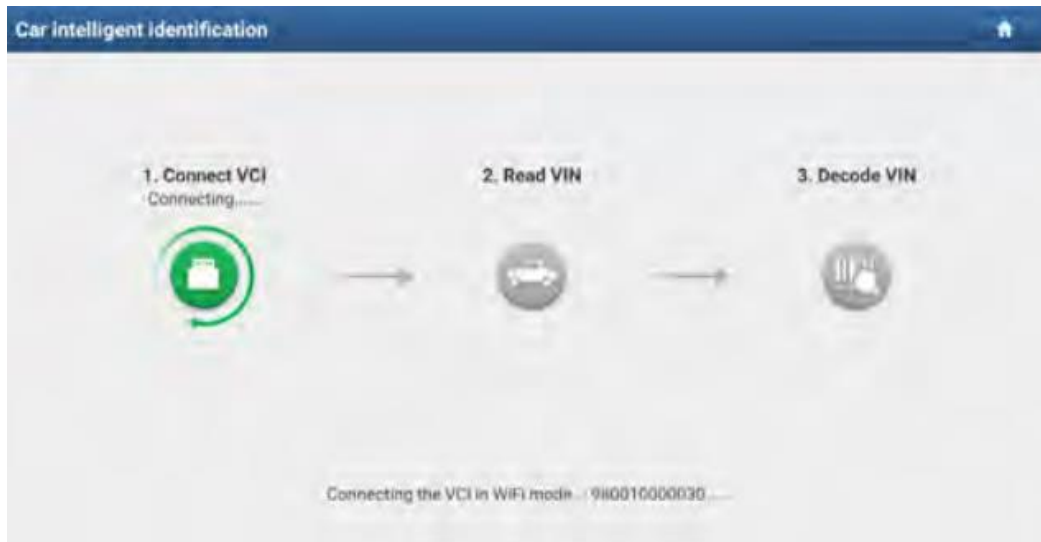 Car intelligent identification
1. Connect VCI
Connecting......
2. Read VIN
3. Decode VIN
Connecting the VCI in WiFi mode...980010000030......